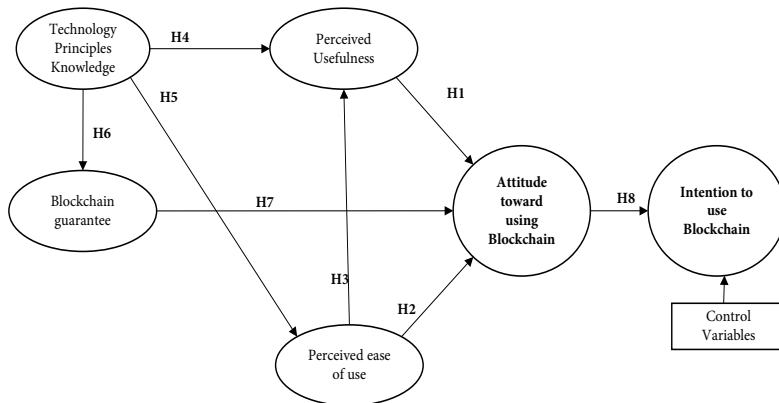 Technology
Principles
Knowledge
H4
Perceived
Usefulness
H5
H1
H6
Blockchain
guarantee
H7
Attitude
toward
using
Blockchain
H8
Intention to
use
Blockchain
H3
H2
Control
Variables
Perceived ease
of use